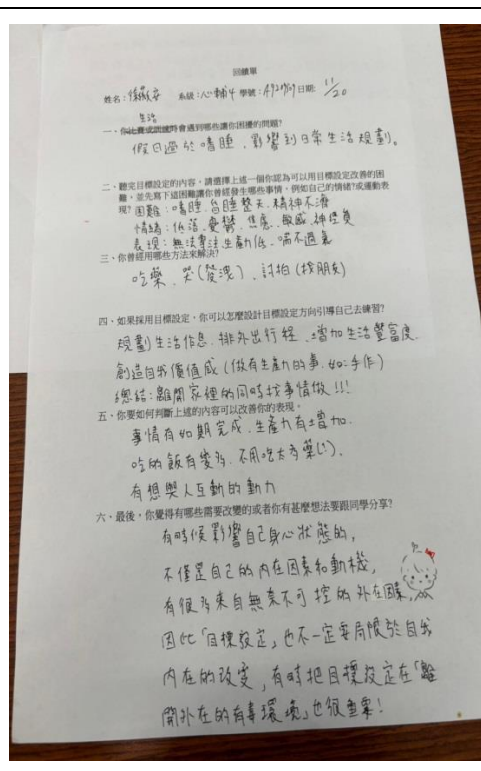 回饋單
姓名： 系級：心輔4 學號： 日期: 11/20
生活
一、你比賽或訓練時會遇到哪些讓你困擾的問題?
假日過於嗜睡，影響到日常生活規劃。
二、聽完目標設定的內容，請選擇上述一個你認為可以用目標設定改善的困
難，並先寫下這困難讓你曾經發生哪些事情，例如自己的情緒?或運動表
現? 困難：嗜睡、白睡整天、精神不濟
情緒：低落、憂鬱、焦慮、敏感、神經質
表現：無法專注生產力低、喘不過氣
三、你曾經用哪些方法來解決?
吃藥、哭(發洩)、討拍(找朋友)
四、如果採用目標設定，你可以怎麼設計目標設定方向引導自己去練習?
規劃生活作息、排外出行程、增加生活豐富度
創造自我價值感(做有生產力的事、如:手作)
總結:離開家裡的同時找事情做!!!
五、你要如何判斷上述的內容可以改善你的表現。
事情有如期完成、生產力有增加、
吃的飯有變多、不用吃太多藥(:)、
有想與人互動的動力
六、最後，你覺得有哪些需要改變的或者你有甚麼想法要跟同學分享?
有時候影響自己身心狀態的，
不僅是自己的內在因素和動機，
有很多來自無奈不可控的外在因素，
因此「目標設定」也不一定要局限於自我
內在的改變，有時把目標設定在「離
開外在的有毒環境」也很重要!